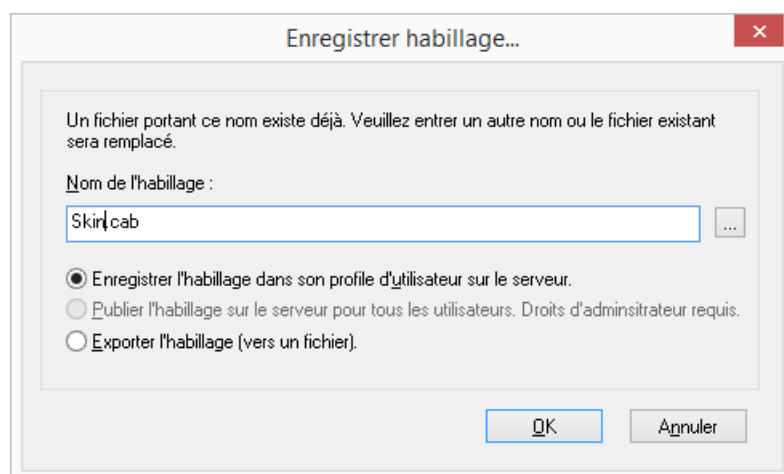 Enregistrer habillage...
Un fichier portant ce nom existe déjà. Veuillez entrer un autre nom ou le fichier existant
sera remplacé.
Nom de l'habillage :
Skin.cab
...
Enregistrer l'habillage dans son profile d'utilisateur sur le serveur.
Publier l'habillage sur le serveur pour tous les utilisateurs. Droits d'adminsitrateur requis.
Exporter l'habillage (vers un fichier).
OK Annuler